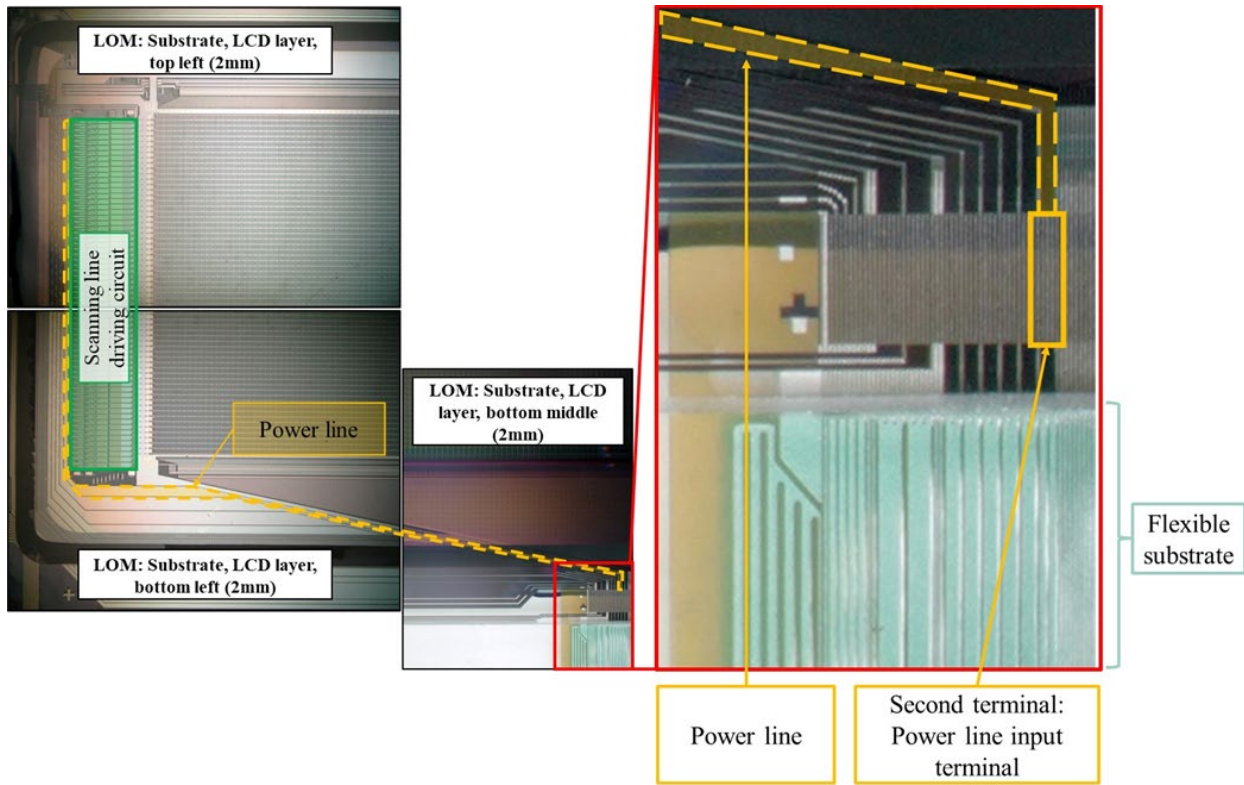 LOM: Substrate, LCD layer,
top left (2mm)
Scanning line
driving circuit
Power line
LOM: Substrate, LCD layer,
bottom left (2mm)
LOM: Substrate, LCD
layer, bottom middle
(2mm)
Flexible
substrate
Power line
Second terminal:
Power line input
terminal